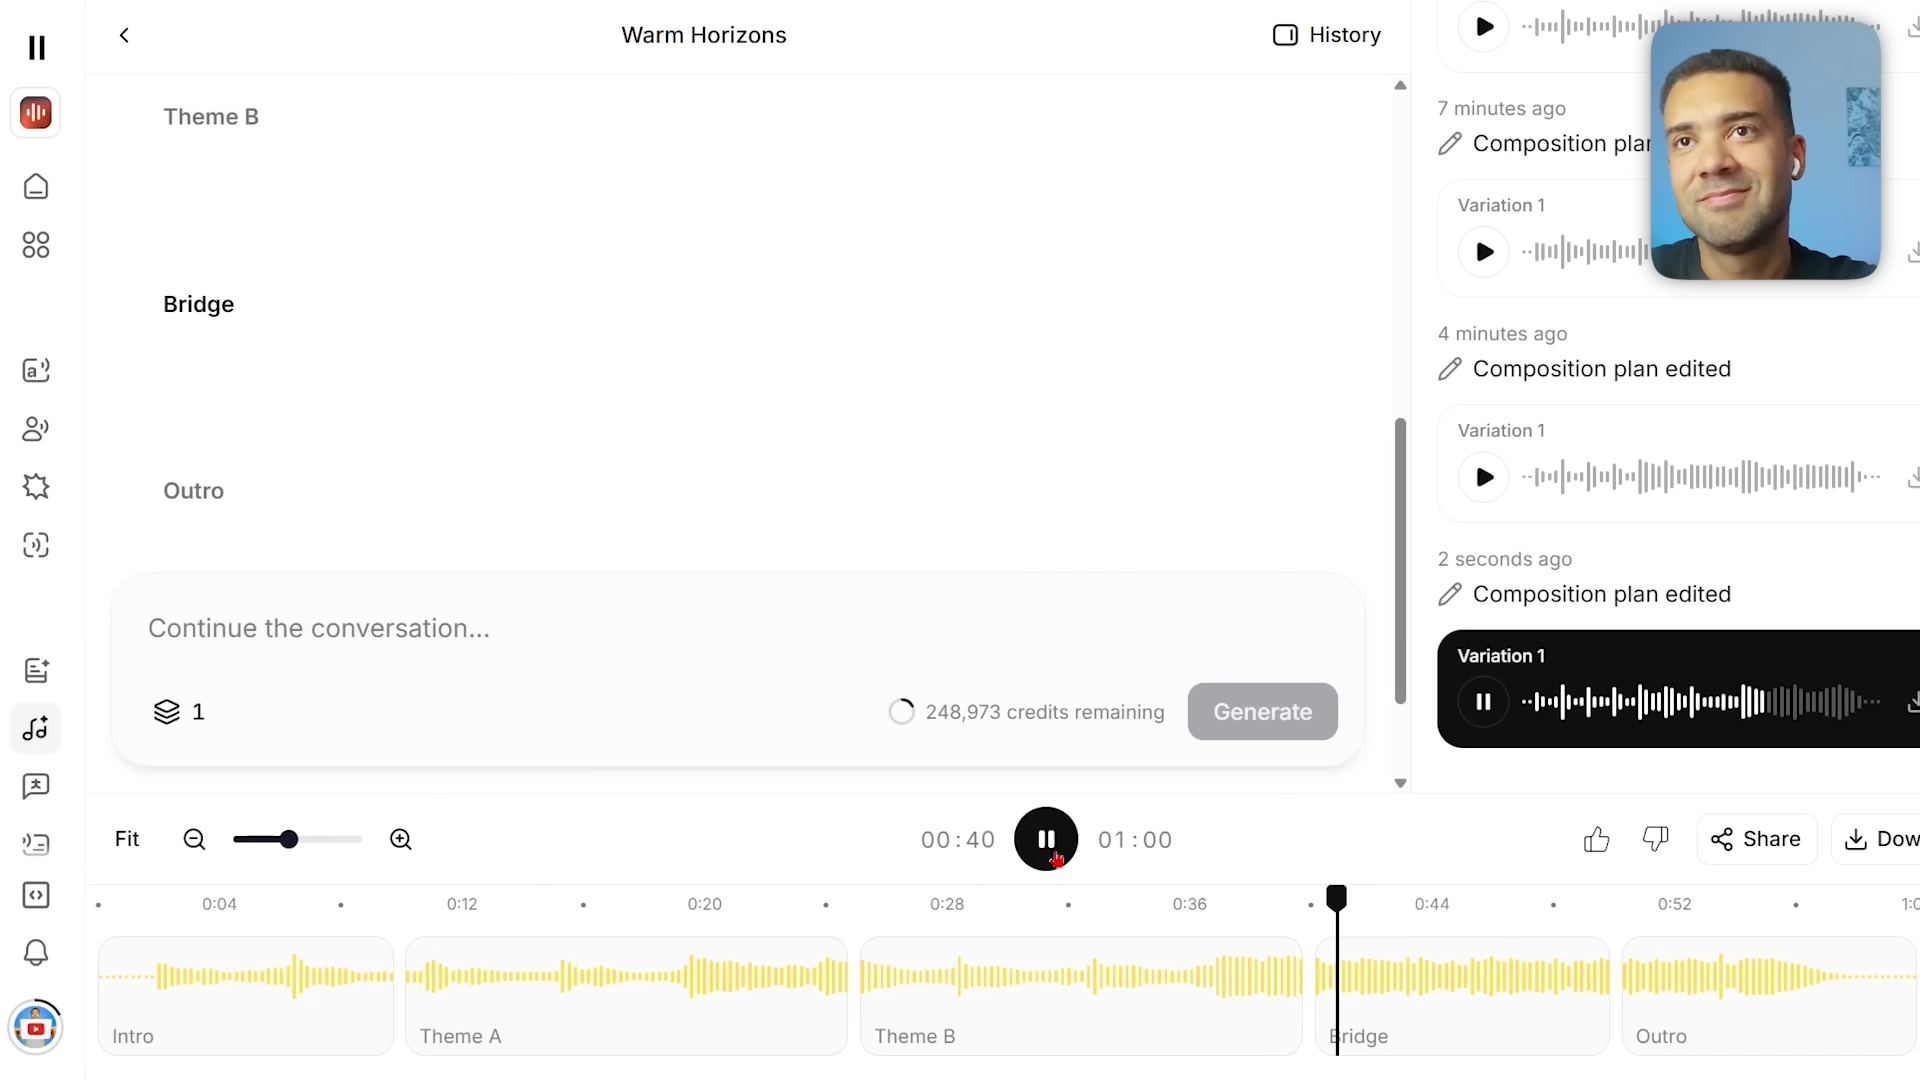 Warm Horizons
History
Theme B
Bridge
Outro
Continue the conversation...
1
248,973 credits remaining
Generate
7 minutes ago
Composition plan
Variation 1
4 minutes ago
Composition plan edited
Variation 1
2 seconds ago
Composition plan edited
Variation 1
Fit
00:40
01:00
Share
Dow
0:04
0:12
0:20
0:28
0:36
0:44
0:52
Intro
Theme A
Theme B
Bridge
Outro